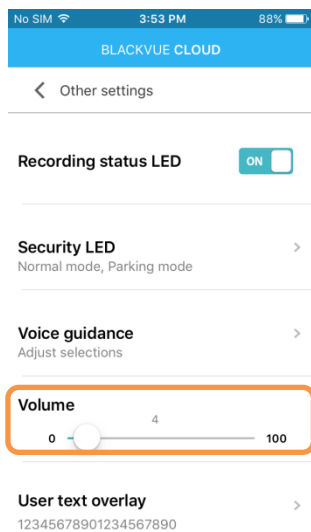 No SIM 3:53 PM 88%
BLACKVUE CLOUD
Other settings
Recording status LED ON
Security LED
Normal mode, Parking mode
Voice guidance
Adjust selections
Volume
4
0 100
User text overlay
12345678901234567890